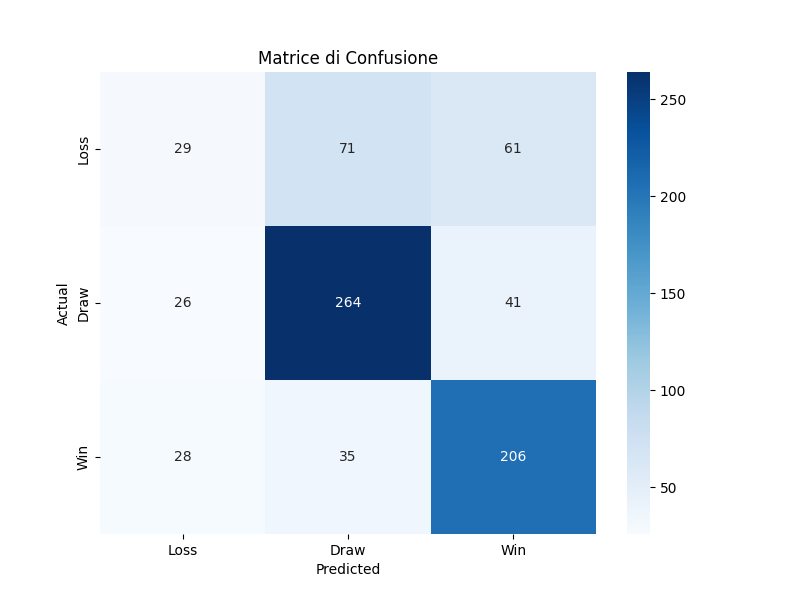 Matrice di Confusione
Loss 29 71 61
Actual
Draw 26 264 41
Win 28 35 206
Loss Draw Win
Predicted
250
200
150
100
50